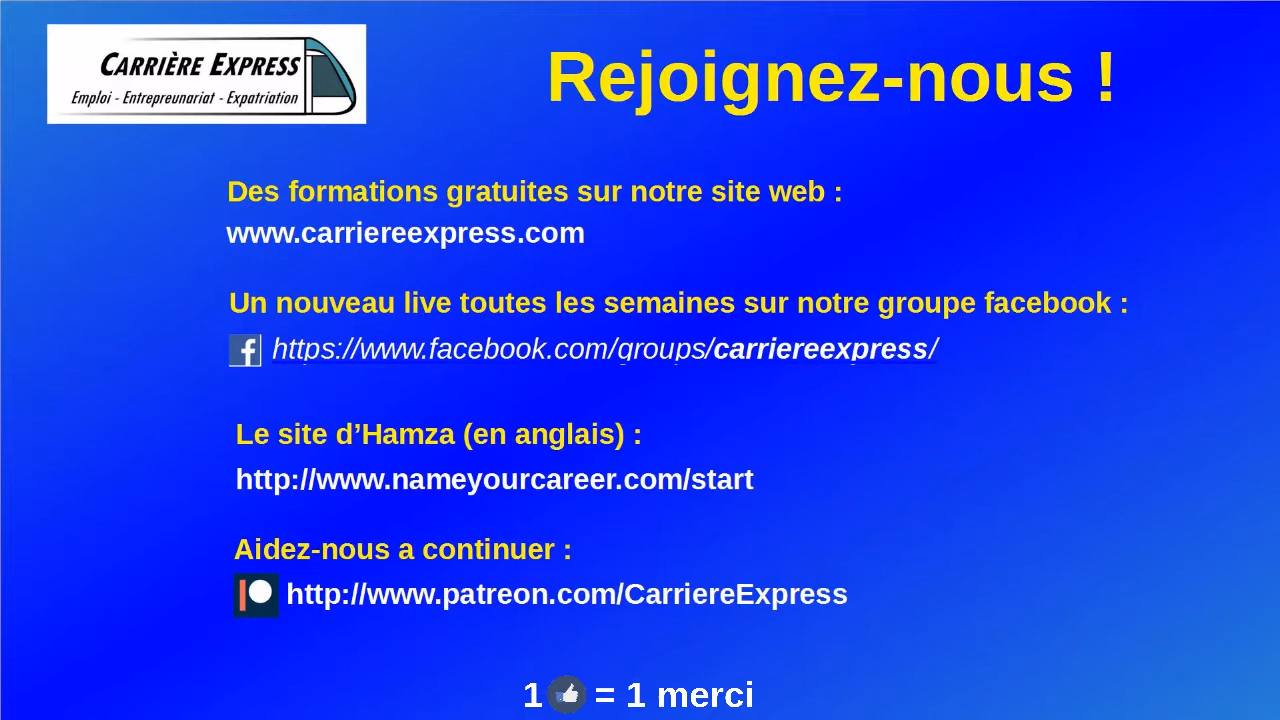 CARRIÈRE EXPRESS
Emploi - Entrepreunariat - Expatriation
Rejoignez-nous !
Des formations gratuites sur notre site web :
www.carriereexpress.com
Un nouveau live toutes les semaines sur notre groupe facebook :
https://www.facebook.com/groups/carriereexpress/
Le site d’Hamza (en anglais) :
http://www.nameyourcareer.com/start
Aidez-nous a continuer :
http://www.patreon.com/CarriereExpress
1 = 1 merci